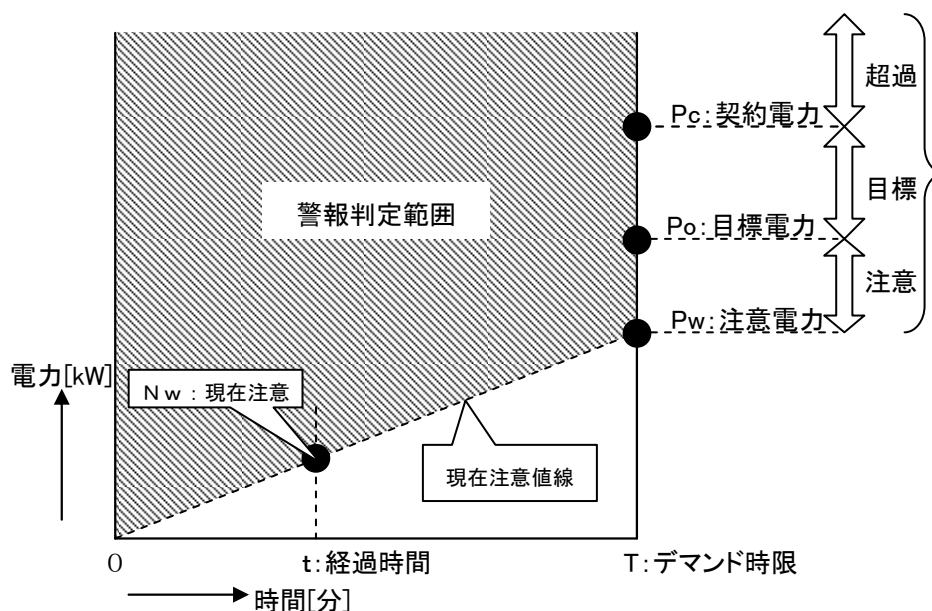 超過
Pc:契約電力
目標
警報判定範囲
Po:目標電力
注意
Pw:注意電力
電力[kW]
Nw:現在注意
現在注意値線
0
t:経過時間
T:デマンド時限
時間[分]